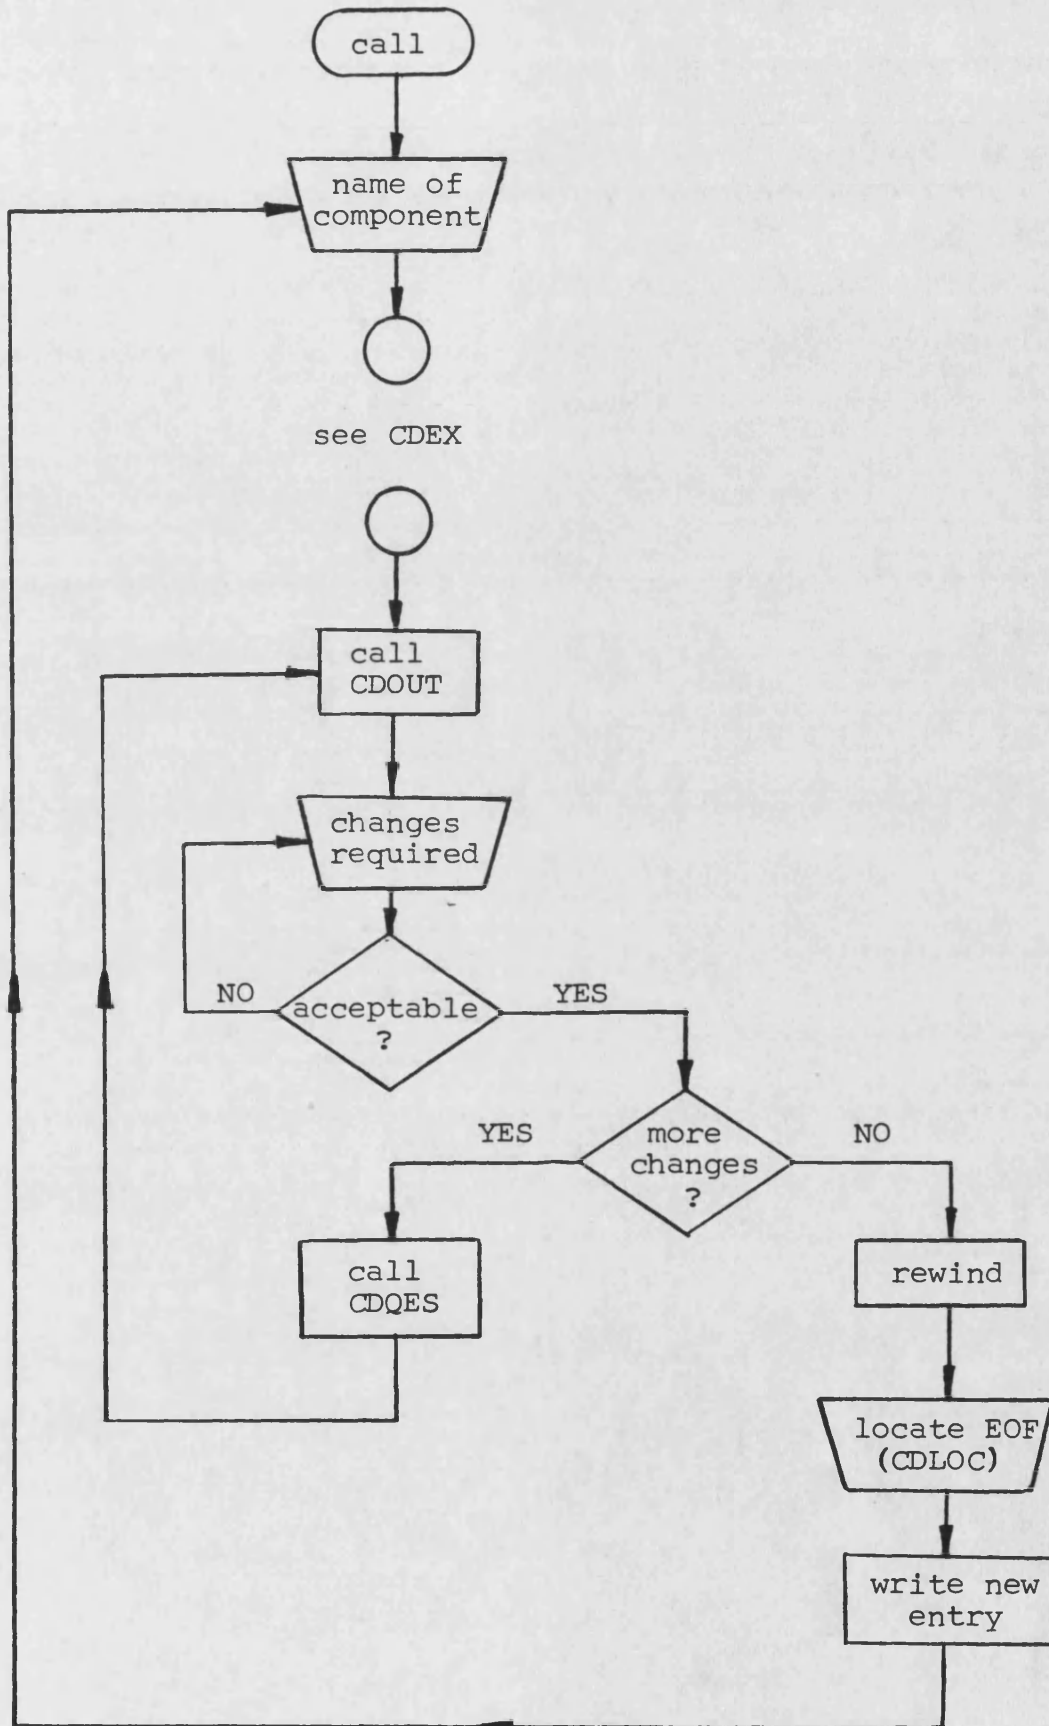 call
name of
component
see CDEX
call
CDOUT
changes
required
NO
acceptable
?
YES
YES
more
changes
?
NO
call
CDQES
rewind
locate EOF
(CDLOC)
write new
entry